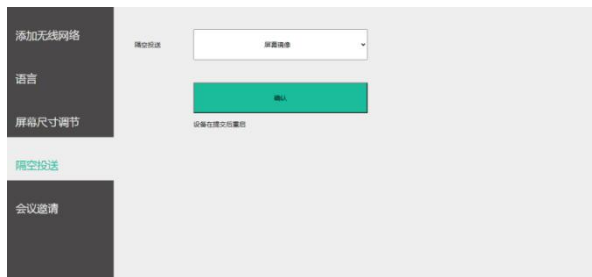 添加无线网络
语言
屏幕尺寸调节
隔空投送
会议邀请
隔空投送
屏幕镜像
确认
设备在提交后重启